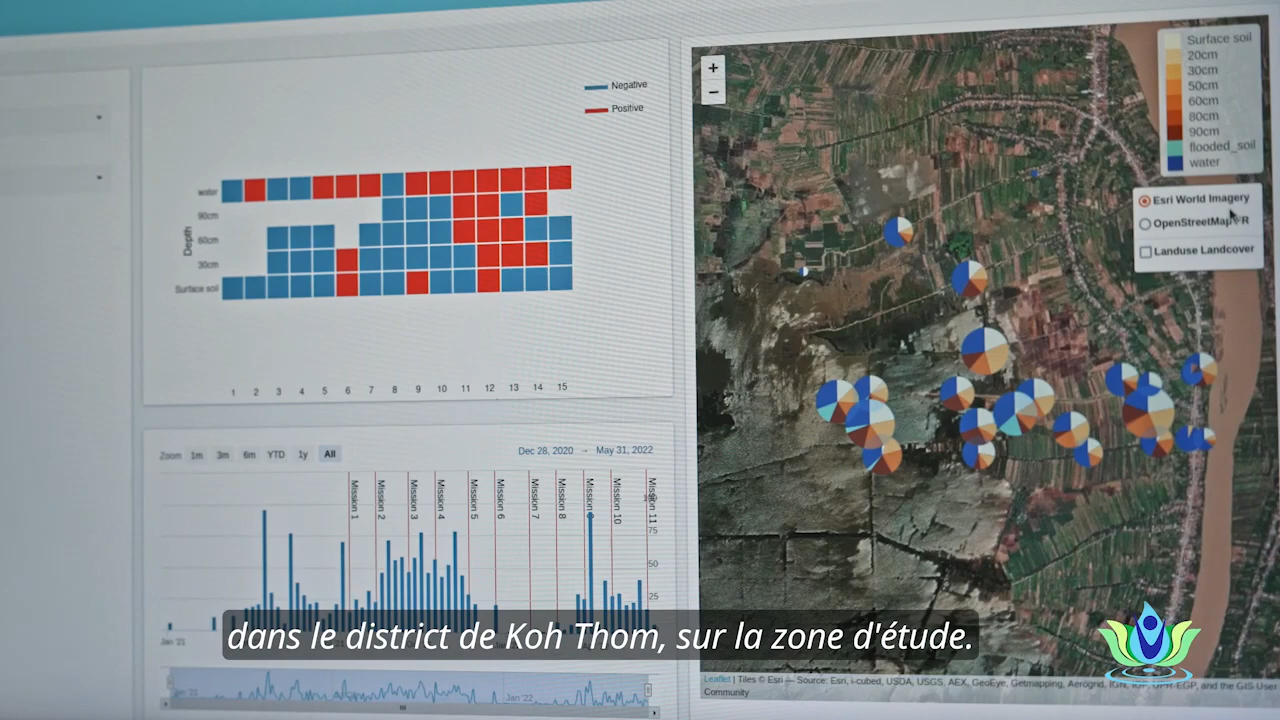 Negative
Positive
Depth
water
90cm
60cm
30cm
Surface soil
1 2 3 4 5 6 7 8 9 10 11 12 13 14 15
Zoom 1m 3m 6m YTD 1y All
Dec 28, 2020 → May 31, 2022
Mission 1
Mission 2
Mission 3
Mission 4
Mission 5
Mission 6
Mission 7
Mission 8
Mission
Mission 10
Mission 11
75
50
25
Jan '21
Jan '22
+
−
Surface soil
20cm
30cm
50cm
60cm
80cm
90cm
flooded_soil
water
Esri World Imagery
OpenStreetMap FR
Landuse Landcover
dans le district de Koh Thom, sur la zone d'étude.
Leaflet | Tiles © Esri — Source: Esri, i-cubed, USDA, USGS, AEX, GeoEye, Getmapping, Aerogrid, IGN, IGP, UPR-EGP, and the GIS User
Community